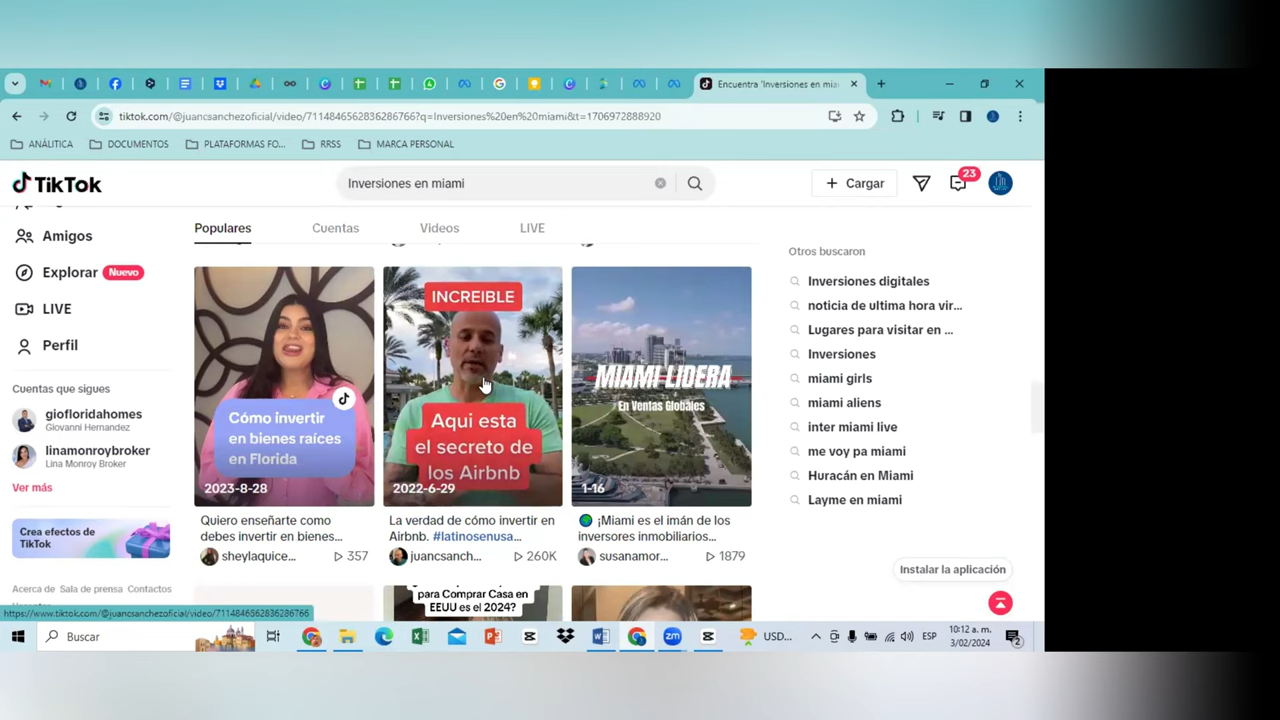 Encuentra 'Inversiones en mia
tiktok.com/@juancsanchezoficial/video/7114846562836286766?q=Inversiones%20en%20miami&t=1706972888920
ANÁLITICA
DOCUMENTOS
PLATAFORMAS FO...
RRSS
MARCA PERSONAL
TikTok
Inversiones en miami
Cargar
23
Populares
Cuentas
Videos
LIVE
Amigos
Explorar
Nuevo
LIVE
Perfil
Cuentas que sigues
giofloridahomes
Giovanni Hernandez
linamonroybroker
Lina Monroy Broker
Ver más
Crea efectos de
TikTok
Acerca de Sala de prensa Contactos
https://www.tiktok.com/@juancsanchezoficial/video/7114846562836286766
Cómo invertir
en bienes raíces
en Florida
2023-8-28
Quiero enseñarte como
debes invertir en bienes...
sheylaquice...
357
INCREIBLE
Aqui esta
el secreto de
los Airbnb
2022-6-29
La verdad de cómo invertir en
Airbnb. #latinosenusa...
juancsanch...
260K
MIAMI LIDERA
En Ventas Globales
1-16
¡Miami es el imán de los
inversores inmobiliarios...
susanamor...
1879
para Comprar Casa en
EEUU es el 2024?
Otros buscaron
Inversiones digitales
noticia de ultima hora vir...
Lugares para visitar en ...
Inversiones
miami girls
miami aliens
inter miami live
me voy pa miami
Huracán en Miami
Layme en miami
Instalar la aplicación
Buscar
USD...
ESP
10:12 a. m.
3/02/2024
2